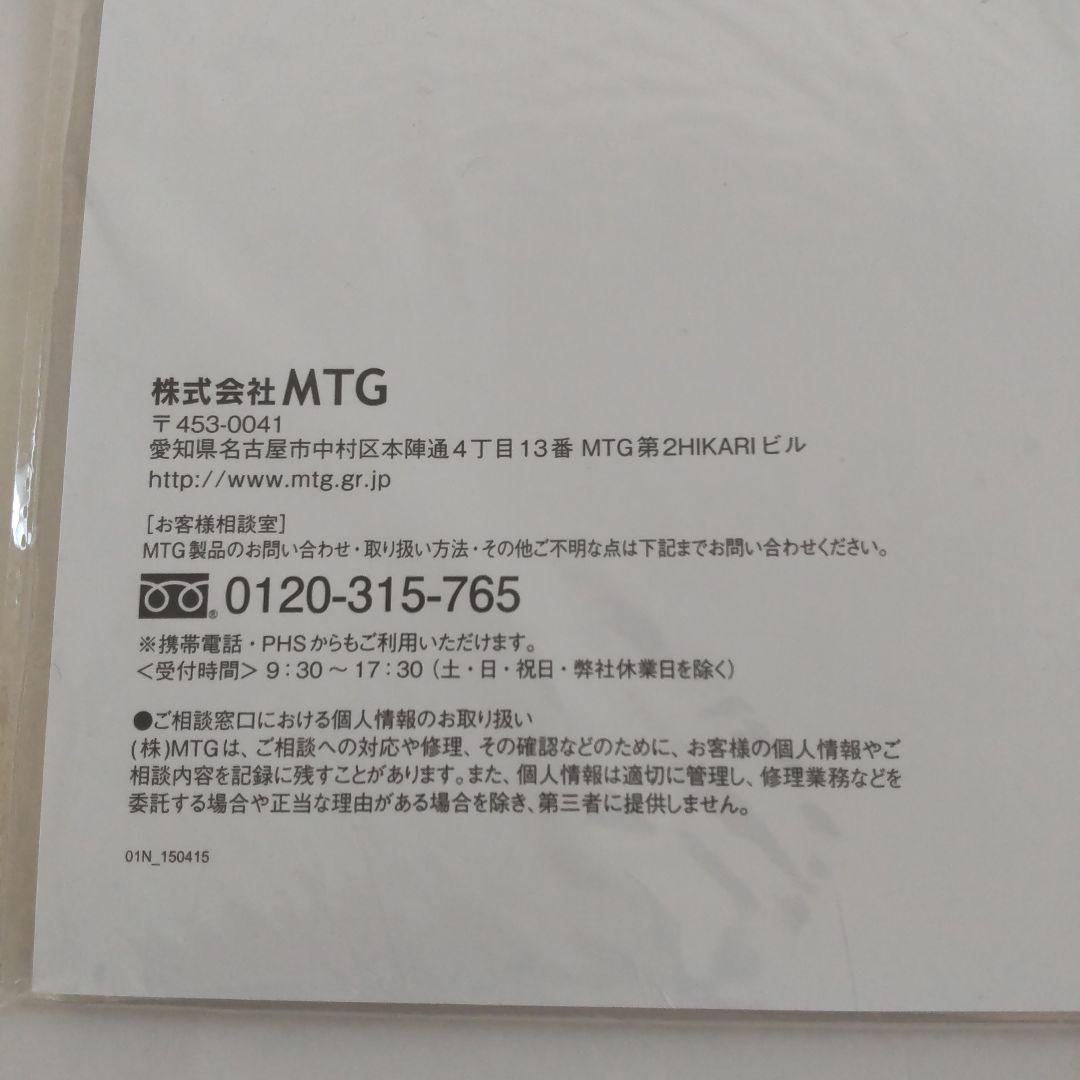 株式会社 MTG
〒453-0041
愛知県名古屋市中村区本陣通4丁目13番 MTG第2HIKARIビル
http://www.mtg.gr.jp
［お客様相談室］
MTG製品のお問い合わせ・取り扱い方法・その他ご不明な点は下記までお問い合わせください。
0120-315-765
※携帯電話・PHSからもご利用いただけます。
＜受付時間＞ 9：30～17：30（土・日・祝日・弊社休業日を除く）
●ご相談窓口における個人情報のお取り扱い
(株)MTGは、ご相談への対応や修理、その確認などのために、お客様の個人情報やご
相談内容を記録に残すことがあります。また、個人情報は適切に管理し、修理業務などを
委託する場合や正当な理由がある場合を除き、第三者に提供しません。
01N_150415